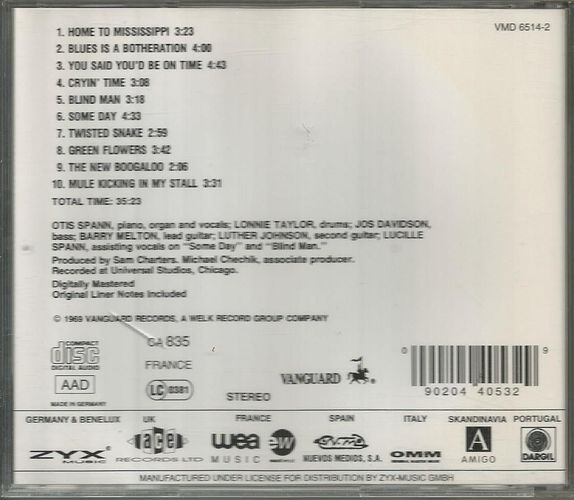 VMD 6514-2
1. HOME TO MISSISSIPPI 3:23
2. BLUES IS A BOTHERATION 4:00
3. YOU SAID YOU'D BE ON TIME 4:43
4. CRYIN' TIME 3:08
5. BLIND MAN 3:18
6. SOME DAY 4:33
7. TWISTED SNAKE 2:59
8. GREEN FLOWERS 3:42
9. THE NEW BOOGALOO 2:06
10. MULE KICKING IN MY STALL 3:31
TOTAL TIME: 35:23
OTIS SPANN, piano, organ and vocals; LONNIE TAYLOR, drums; JOS DAVIDSON,
bass; BARRY MELTON, lead guitar; LUTHER JOHNSON, second guitar; LUCILLE
SPANN, assisting vocals on "Some Day" and "Blind Man."
Produced by Sam Charters. Michael Chechik, associate producer.
Recorded at Universal Studios, Chicago.
Digitally Mastered
Original Liner Notes Included
© 1969 VANGUARD RECORDS, A WELK RECORD GROUP COMPANY
COMPACT
disc
DIGITAL AUDIO
CA 835
AAD
FRANCE
MADE IN GERMANY
LC 0381
STEREO
VANGUARD ®
0 90204 40532 9
GERMANY & BENELUX UK FRANCE SPAIN ITALY SKANDINAVIA PORTUGAL
ZYX MUSIC
ace RECORDS LTD
wea MUSIC
ew
NUEVOS MEDIOS, S.A.
OMM
A AMIGO
DARGIL
MANUFACTURED UNDER LICENSE FOR DISTRIBUTION BY ZYX-MUSIC GMBH